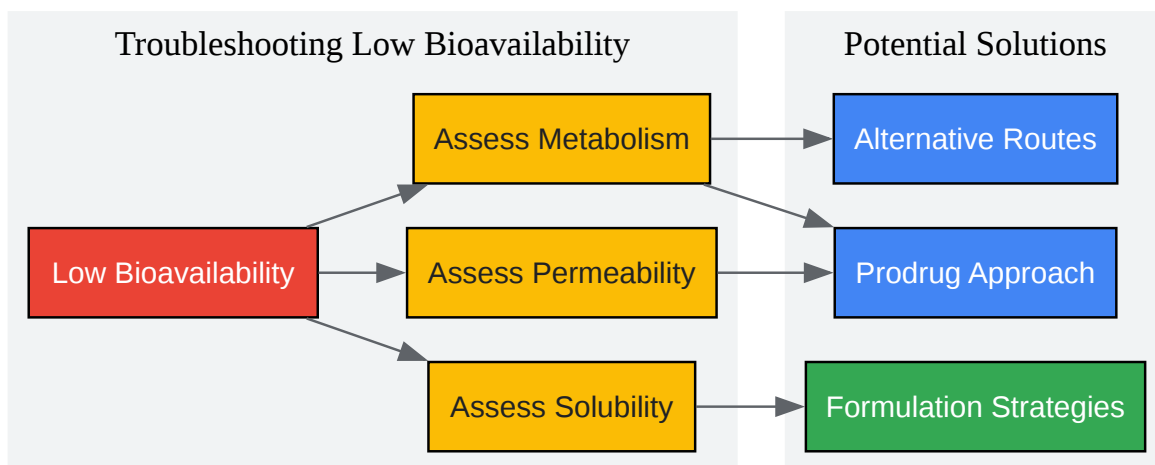 Troubleshooting Low Bioavailability
Potential Solutions
Assess Metabolism
Alternative Routes
Low Bioavailability
Assess Permeability
Prodrug Approach
Assess Solubility
Formulation Strategies